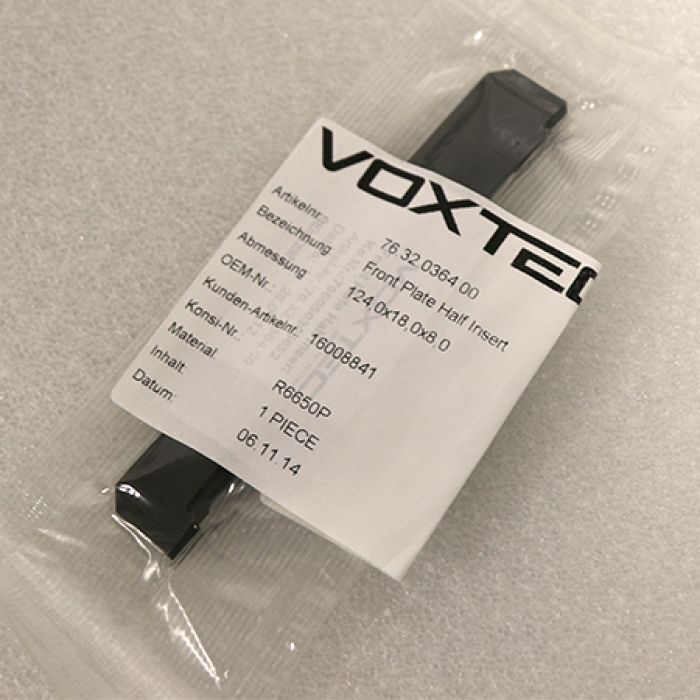 VOXTEC
Artikelnr.: 76.32.0364.00
Bezeichnung Front Plate Half Insert
Abmessung 124,0x18,0x8,0
OEM-Nr.:
Kunden-Artikelnr.: 16008841
Konsi-Nr.:
Material: R6650P
Inhalt 1 PIECE
Datum: 06.11.14